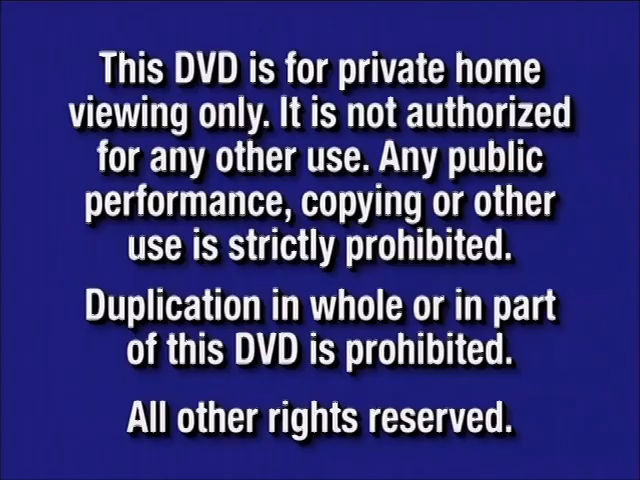 This DVD is for private home
viewing only. It is not authorized
for any other use. Any public
performance, copying or other
use is strictly prohibited.
Duplication in whole or in part
of this DVD is prohibited.
All other rights reserved.